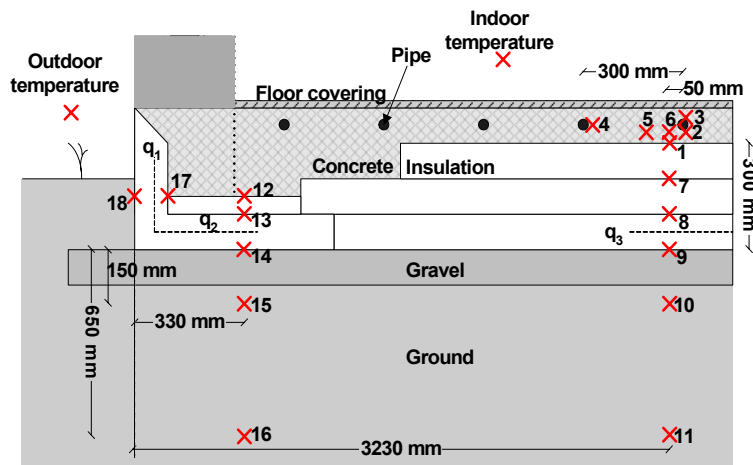 Indoor
temperature
Outdoor
temperature
Pipe
300 mm
50 mm
Floor covering
3
4
5
6
2
q1
Concrete
Insulation
1
300 mm
7
17
18
12
13
8
q2
q3
14
9
150 mm
Gravel
15
10
650 mm
330 mm
Ground
16
11
3230 mm